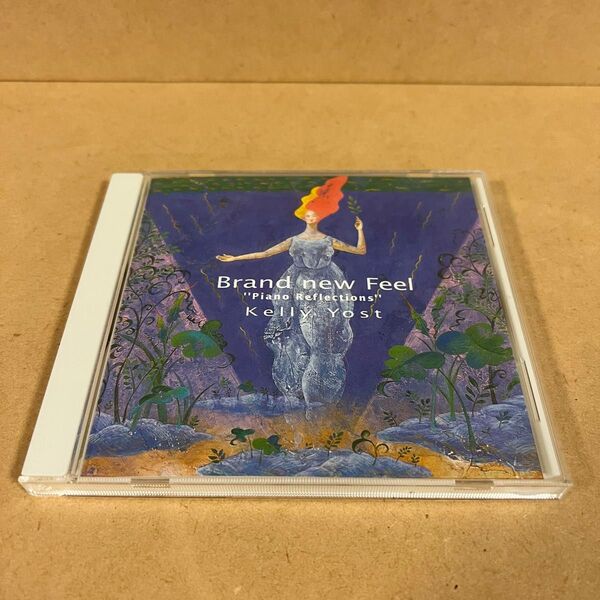 Brand new Feel
"Piano Reflections"
Kelly Yost